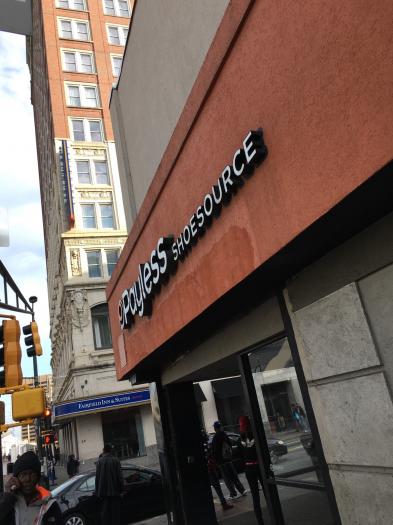 Payless SHOESOURCE
FAIRFIELD INN & SUITES